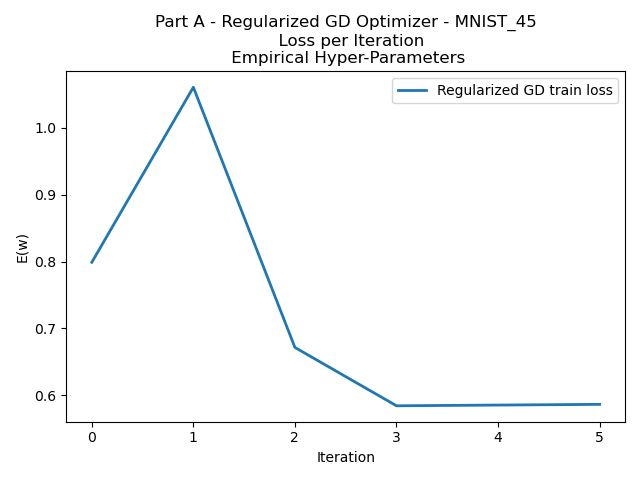 Part A - Regularized GD Optimizer - MNIST_45
Loss per Iteration
Empirical Hyper-Parameters
Regularized GD train loss
1.0
0.9
0.8
0.7
0.6
E(w)
0 1 2 3 4 5
Iteration